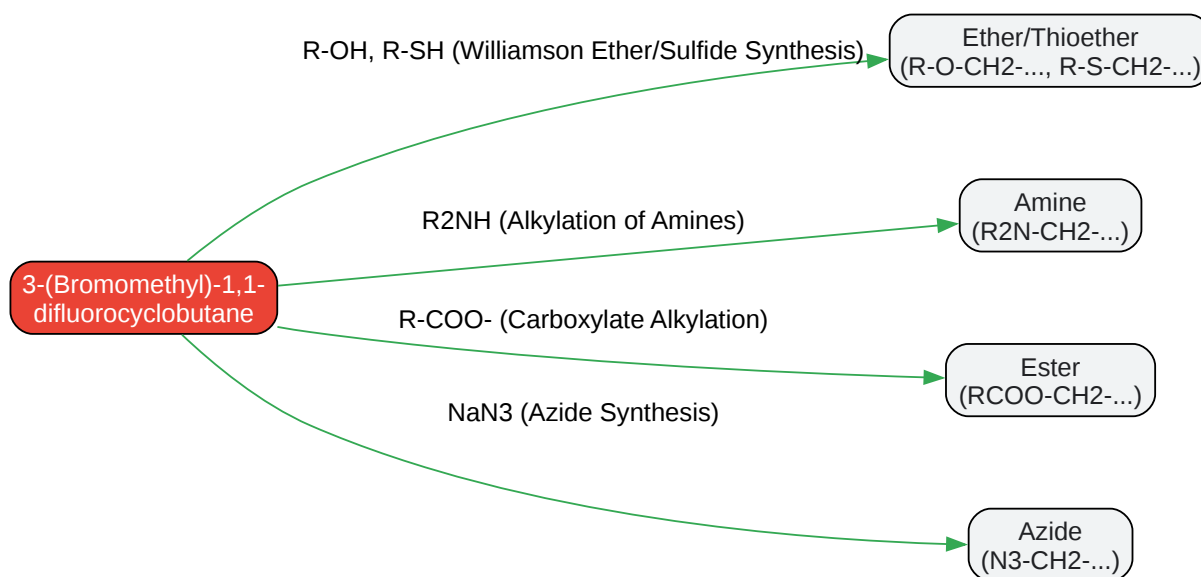 R-OH, R-SH (Williamson Ether/Sulfide Synthesis)
Ether/Thioether
(R-O-CH2-..., R-S-CH2-...)
R2NH (Alkylation of Amines)
Amine
(R2N-CH2-...)
3-(Bromomethyl)-1,1-
difluorocyclobutane
R-COO- (Carboxylate Alkylation)
Ester
(RCOO-CH2-...)
NaN3 (Azide Synthesis)
Azide
(N3-CH2-...)